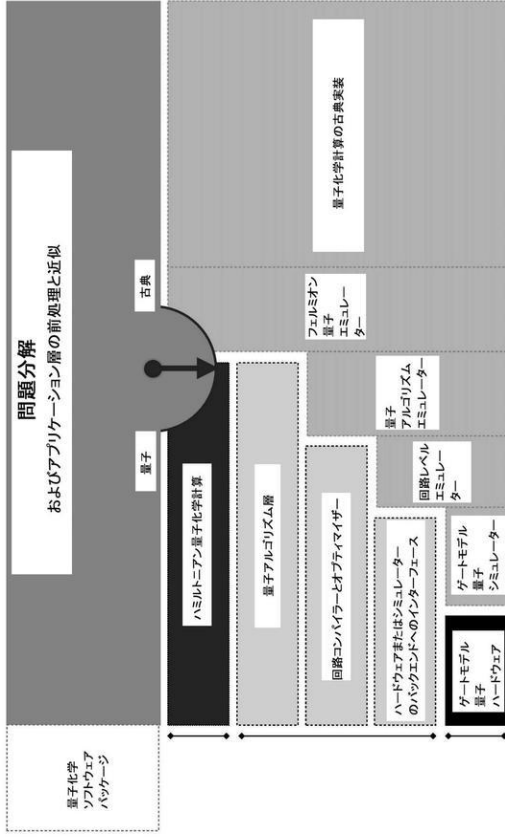 量子化学
ソフトウェア
パッケージ
問題分解
およびアプリケーション層の前処理と近似
量子
古典
ハミルトニアン量子化学計算
量子アルゴリズム層
回路コンパイラーとオプティマイザー
ハードウェアまたはシミュレーター
のバックエンドへのインターフェース
ゲートモデル
量子
ハードウェア
ゲートモデル
量子
シミュレーター
回路レベル
エミュレー
ター
量子
アルゴリズム
エミュレーター
フェルミオン
量子
エミュレー
ター
量子化学計算の古典実装